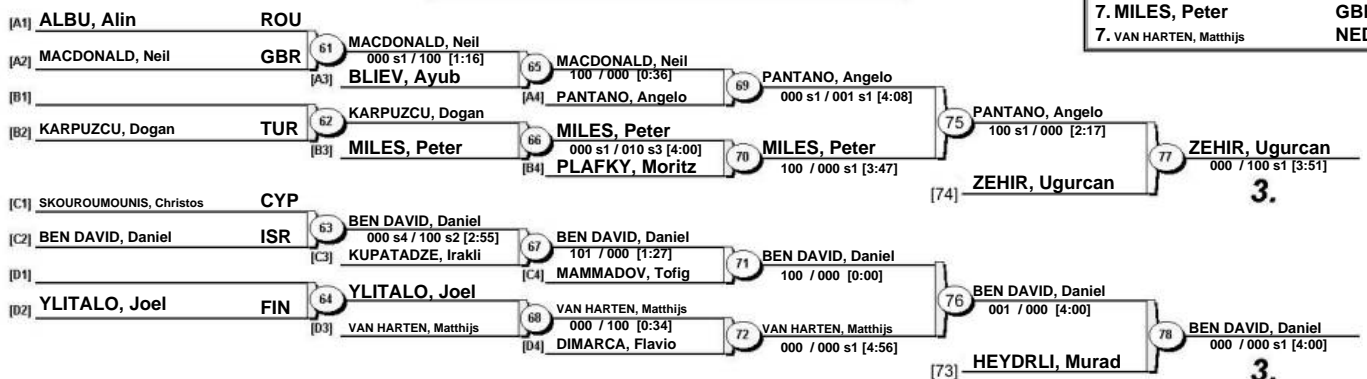 7. MILES, Peter GBR
7. VAN HARTEN, Matthijs NED
[A1] ALBU, Alin ROU
[A2] MACDONALD, Neil GBR
61
MACDONALD, Neil
000 s1 / 100 [1:16]
[A3] BLIEV, Ayub
65
MACDONALD, Neil
100 / 000 [0:36]
[A4] PANTANO, Angelo
69
PANTANO, Angelo
000 s1 / 001 s1 [4:08]
[B1]
[B2] KARPUZCU, Dogan TUR
62
KARPUZCU, Dogan
[B3] MILES, Peter
66
MILES, Peter
000 s1 / 010 s3 [4:00]
[B4] PLAFKY, Moritz
70
MILES, Peter
100 / 000 s1 [3:47]
75
PANTANO, Angelo
100 s1 / 000 [2:17]
[74] ZEHIR, Ugurcan
77
ZEHIR, Ugurcan
000 / 100 s1 [3:51]
3.
[C1] SKOUROUMOUNIS, Christos CYP
[C2] BEN DAVID, Daniel ISR
63
BEN DAVID, Daniel
000 s4 / 100 s2 [2:55]
[C3] KUPATADZE, Irakli
67
BEN DAVID, Daniel
101 / 000 [1:27]
[C4] MAMMADOV, Tofig
71
BEN DAVID, Daniel
100 / 000 [0:00]
[D1]
[D2] YLITALO, Joel FIN
64
YLITALO, Joel
[D3] VAN HARTEN, Matthijs
68
VAN HARTEN, Matthijs
000 / 100 [0:34]
[D4] DIMARCA, Flavio
72
VAN HARTEN, Matthijs
000 / 000 s1 [4:56]
76
BEN DAVID, Daniel
001 / 000 [4:00]
[73] HEYDRLI, Murad
78
BEN DAVID, Daniel
000 / 000 s1 [4:00]
3.